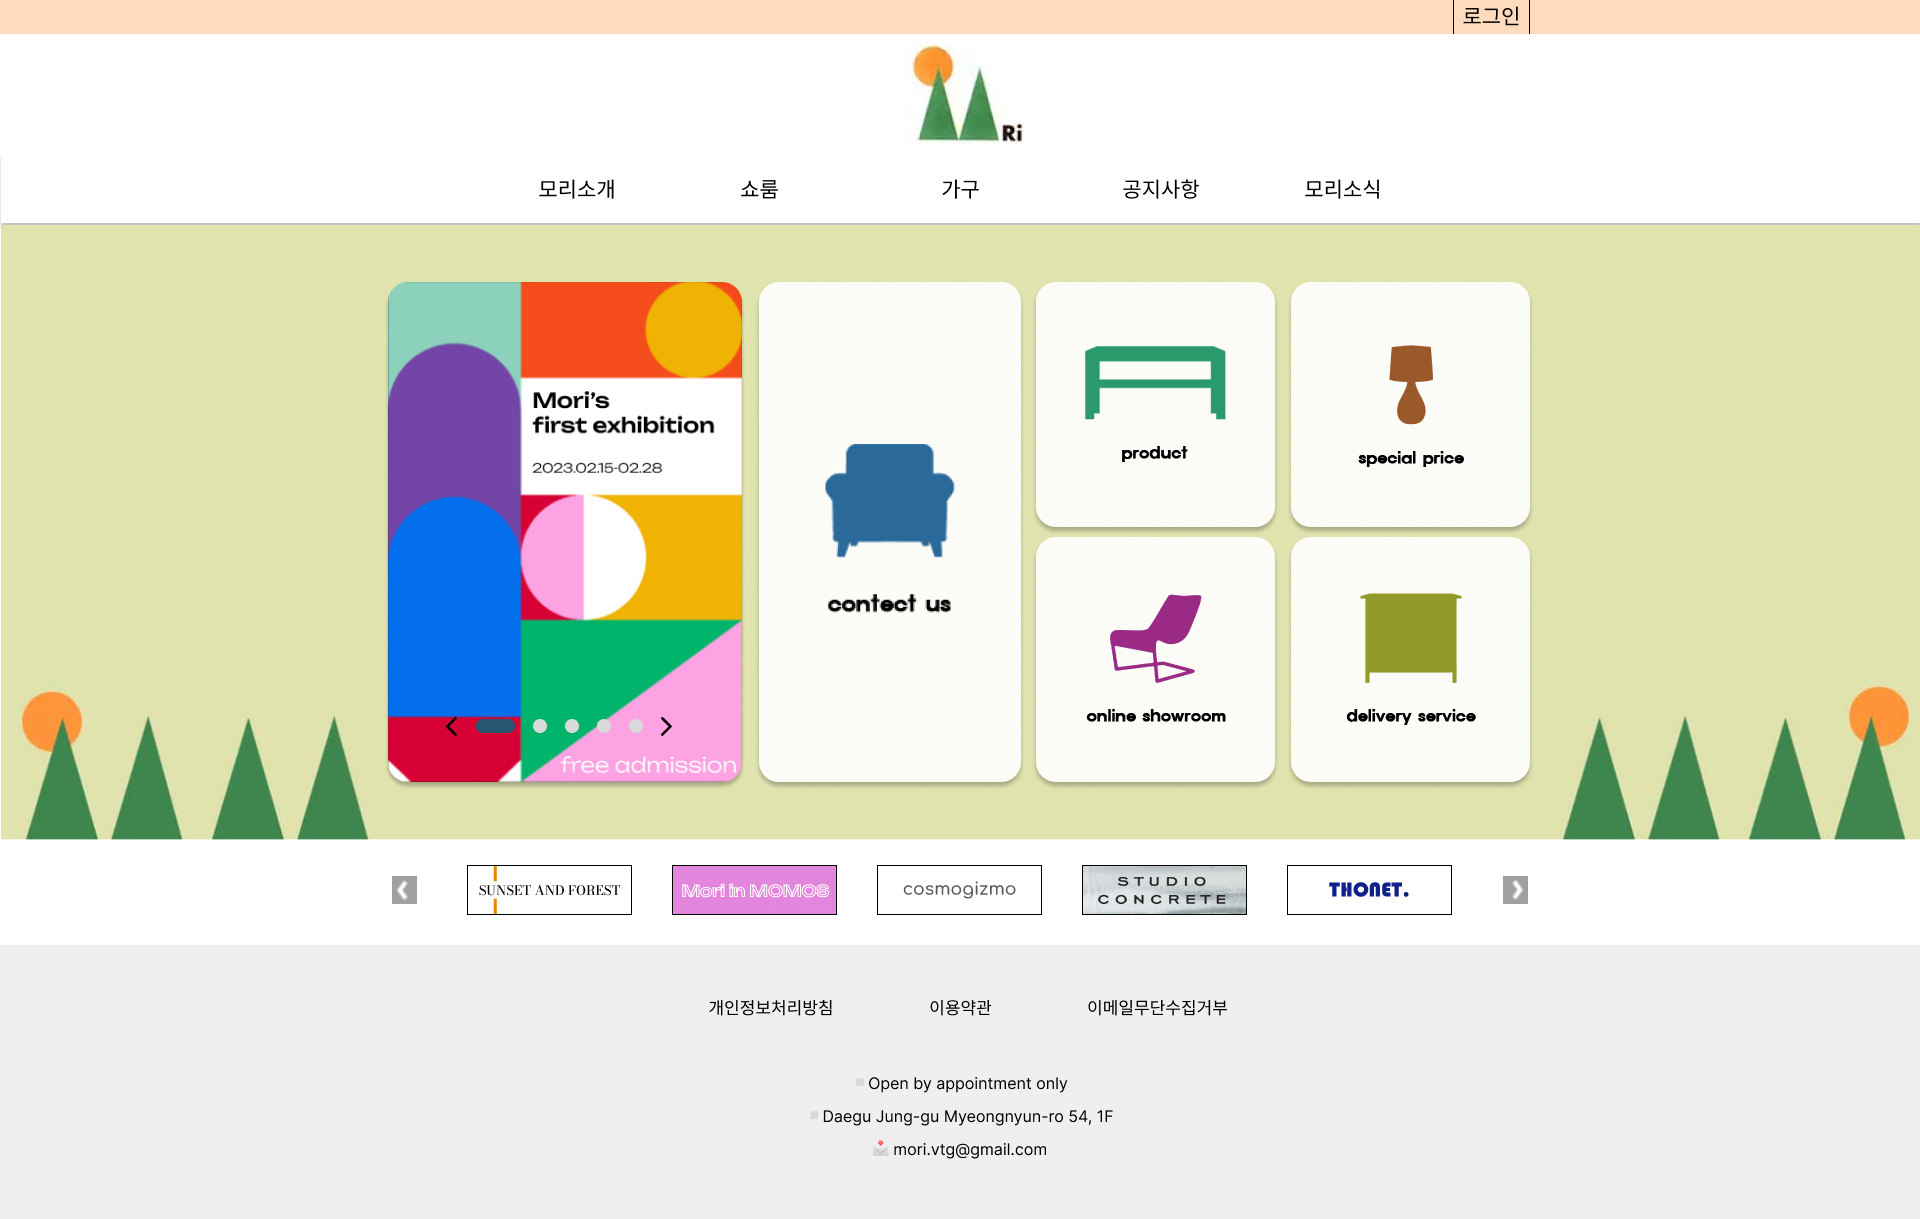 로그인
Ri
모리소개
쇼룸
가구
공지사항
모리소식
Mori's
first exhibition
2023.02.15-02.28
free admission
contect us
product
special price
online showroom
delivery service
SUNSET AND FOREST
Mori in MOMOS
cosmogizmo
STUDIO
CONCRETE
THONET.
개인정보처리방침
이용약관
이메일무단수집거부
Open by appointment only
Daegu Jung-gu Myeongnyun-ro 54, 1F
mori.vtg@gmail.com